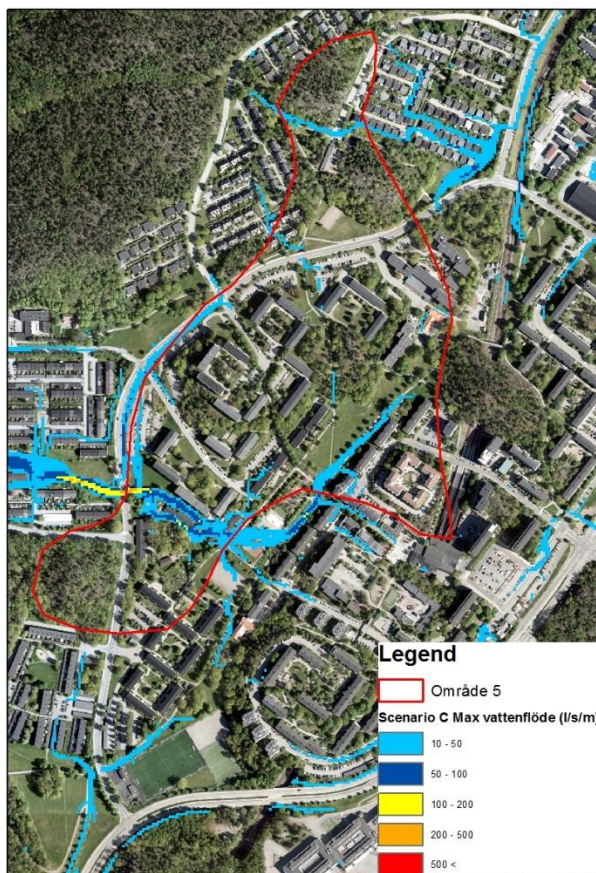 Legend
Område 5
Scenario C Max vattenflöde (l/s/m)
10 - 50
50 - 100
100 - 200
200 - 500
500 <